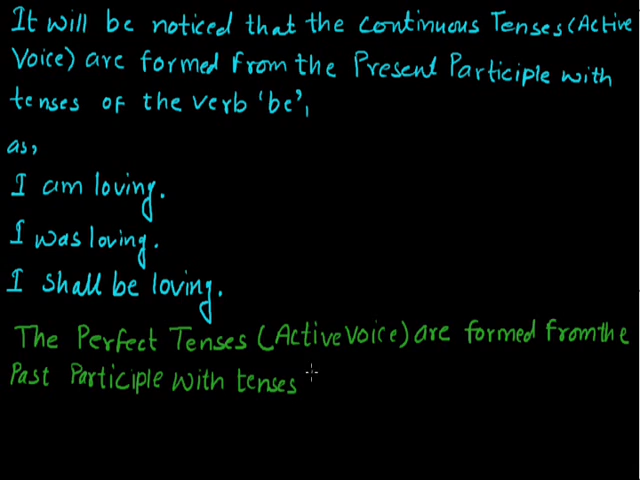 It will be noticed that the Continuous Tenses (Active
Voice) are formed from the Present Participle with
tenses of the verb 'be',
as,
I am loving.
I was loving.
I shall be loving.
The Perfect Tenses (Active Voice) are formed from the
Past Participle with tenses